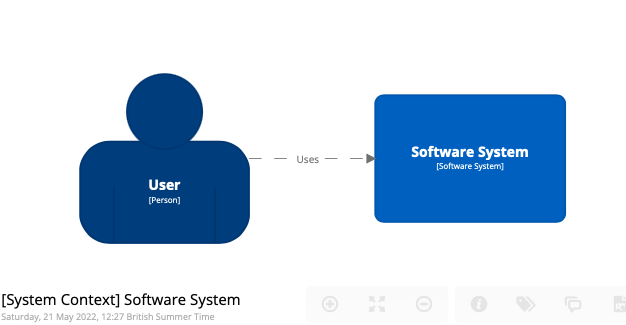 User
[Person]
Uses
Software System
[Software System]
[System Context] Software System
Saturday, 21 May 2022, 12:27 British Summer Time